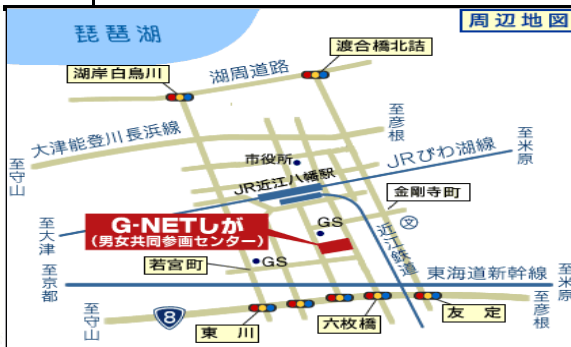 周辺地図
琵琶湖
渡合橋北詰
湖岸白鳥川
湖周道路
大津能登川長浜線
至彦根
至守山
市役所
JRびわ湖線
至米原
JR近江八幡駅
金剛寺町
G-NETしが
(男女共同参画センター)
GS
文
至大津
近江鉄道
若宮町
GS
至京都
東海道新幹線
至米原
至守山
8
東川
六枚橋
友定
至彦根